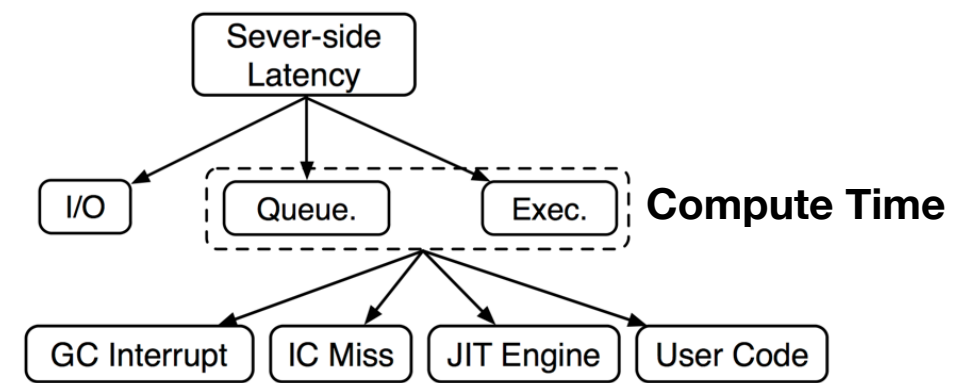 Sever-side
Latency
I/O
Queue.
Exec.
Compute Time
GC Interrupt
IC Miss
JIT Engine
User Code